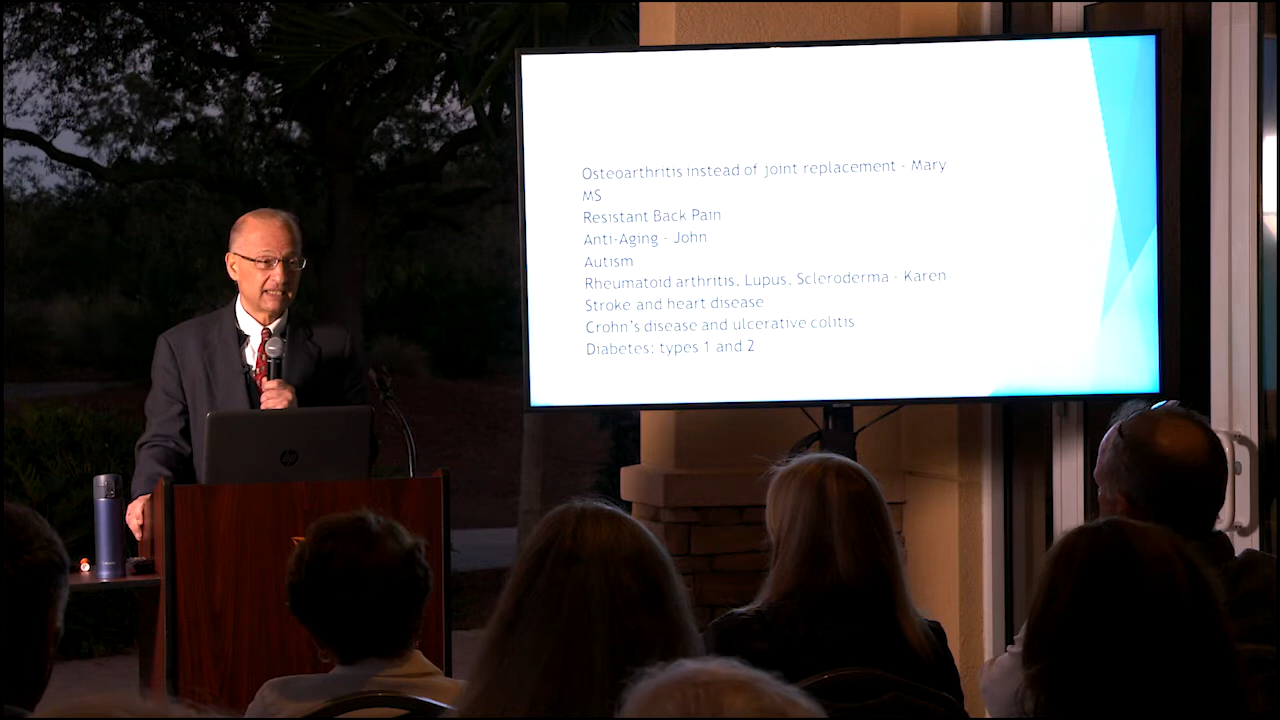 Osteoarthritis instead of joint replacement - Mary
MS
Resistant Back Pain
Anti-Aging - John
Autism
Rheumatoid arthritis, Lupus, Scleroderma - Karen
Stroke and heart disease
Crohn's disease and ulcerative colitis
Diabetes: types 1 and 2
hp